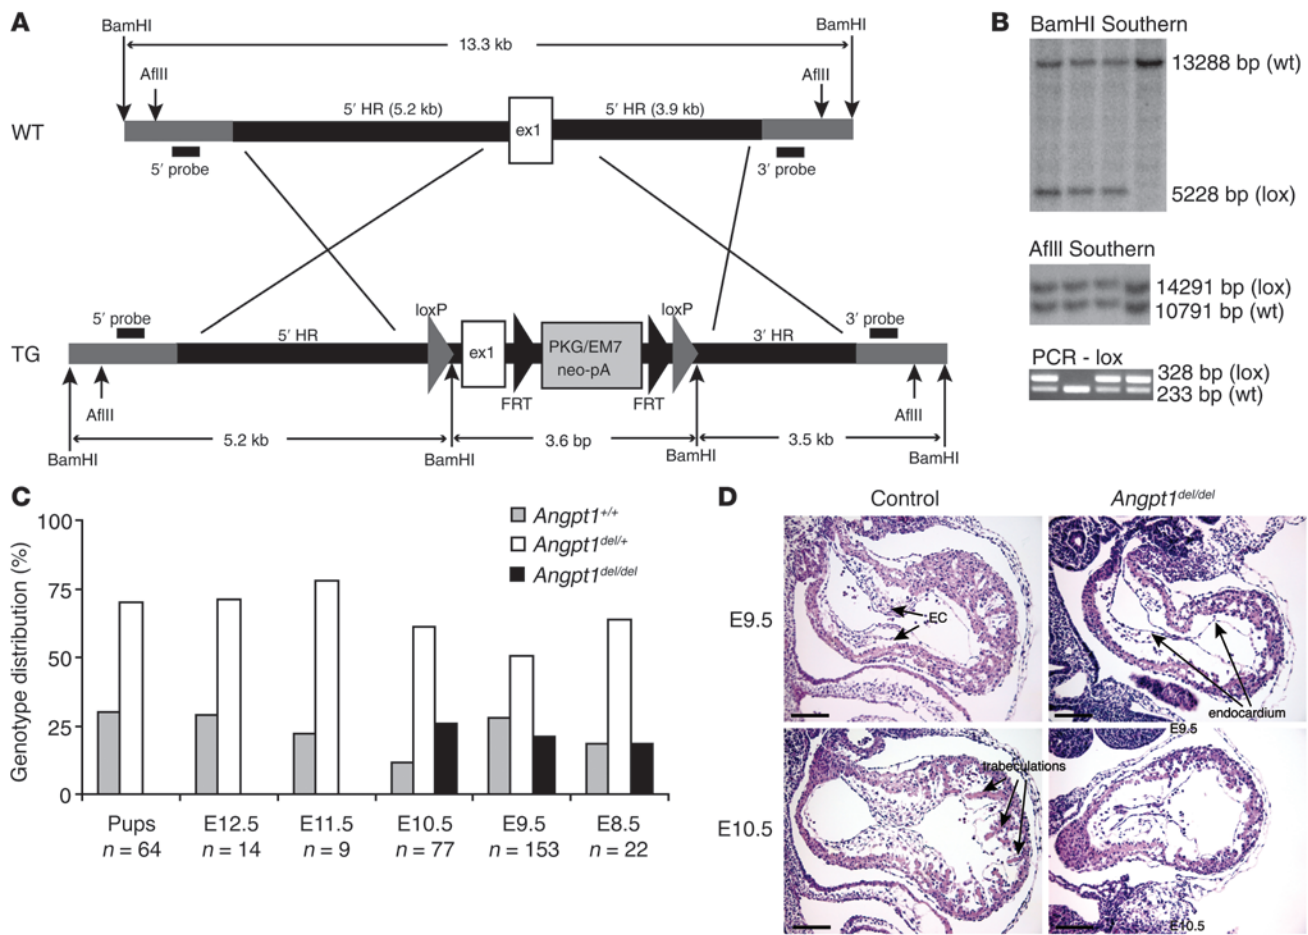 A
BamHI
BamHI
13.3 kb
AflII
AflII
5′ HR (5.2 kb)
5′ HR (3.9 kb)
WT
ex1
5′ probe
3′ probe
5′ probe
loxP
loxP
3′ probe
5′ HR
3′ HR
TG
ex1
PKG/EM7
neo-pA
FRT
FRT
AflII
AflII
5.2 kb
3.6 bp
3.5 kb
BamHI
BamHI
BamHI
BamHI
B
BamHI Southern
13288 bp (wt)
5228 bp (lox)
AflII Southern
14291 bp (lox)
10791 bp (wt)
PCR - lox
328 bp (lox)
233 bp (wt)
C
Angpt1+/+
Angpt1del/+
Angpt1del/del
Genotype distribution (%)
100
75
50
25
0
Pups E12.5 E11.5 E10.5 E9.5 E8.5
n = 64 n = 14 n = 9 n = 77 n = 153 n = 22
D
Control Angpt1del/del
E9.5
EC
endocardium
E9.5
E10.5
trabeculations
E10.5